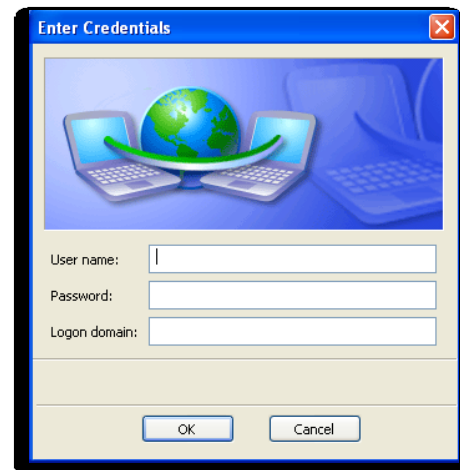 Enter Credentials
User name:
Password:
Logon domain:
OK Cancel